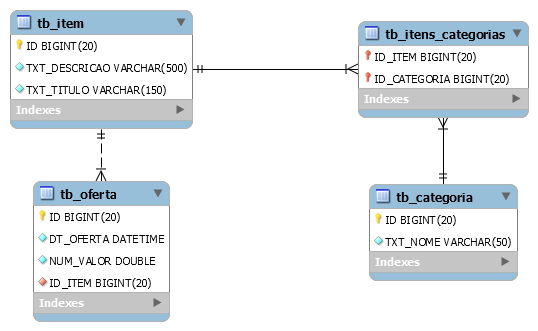 tb_item
ID BIGINT(20)
TXT_DESCRICAO VARCHAR(500)
TXT_TITULO VARCHAR(150)
Indexes
tb_itens_categorias
ID_ITEM BIGINT(20)
ID_CATEGORIA BIGINT(20)
Indexes
tb_oferta
ID BIGINT(20)
DT_OFERTA DATETIME
NUM_VALOR DOUBLE
ID_ITEM BIGINT(20)
Indexes
tb_categoria
ID BIGINT(20)
TXT_NOME VARCHAR(50)
Indexes